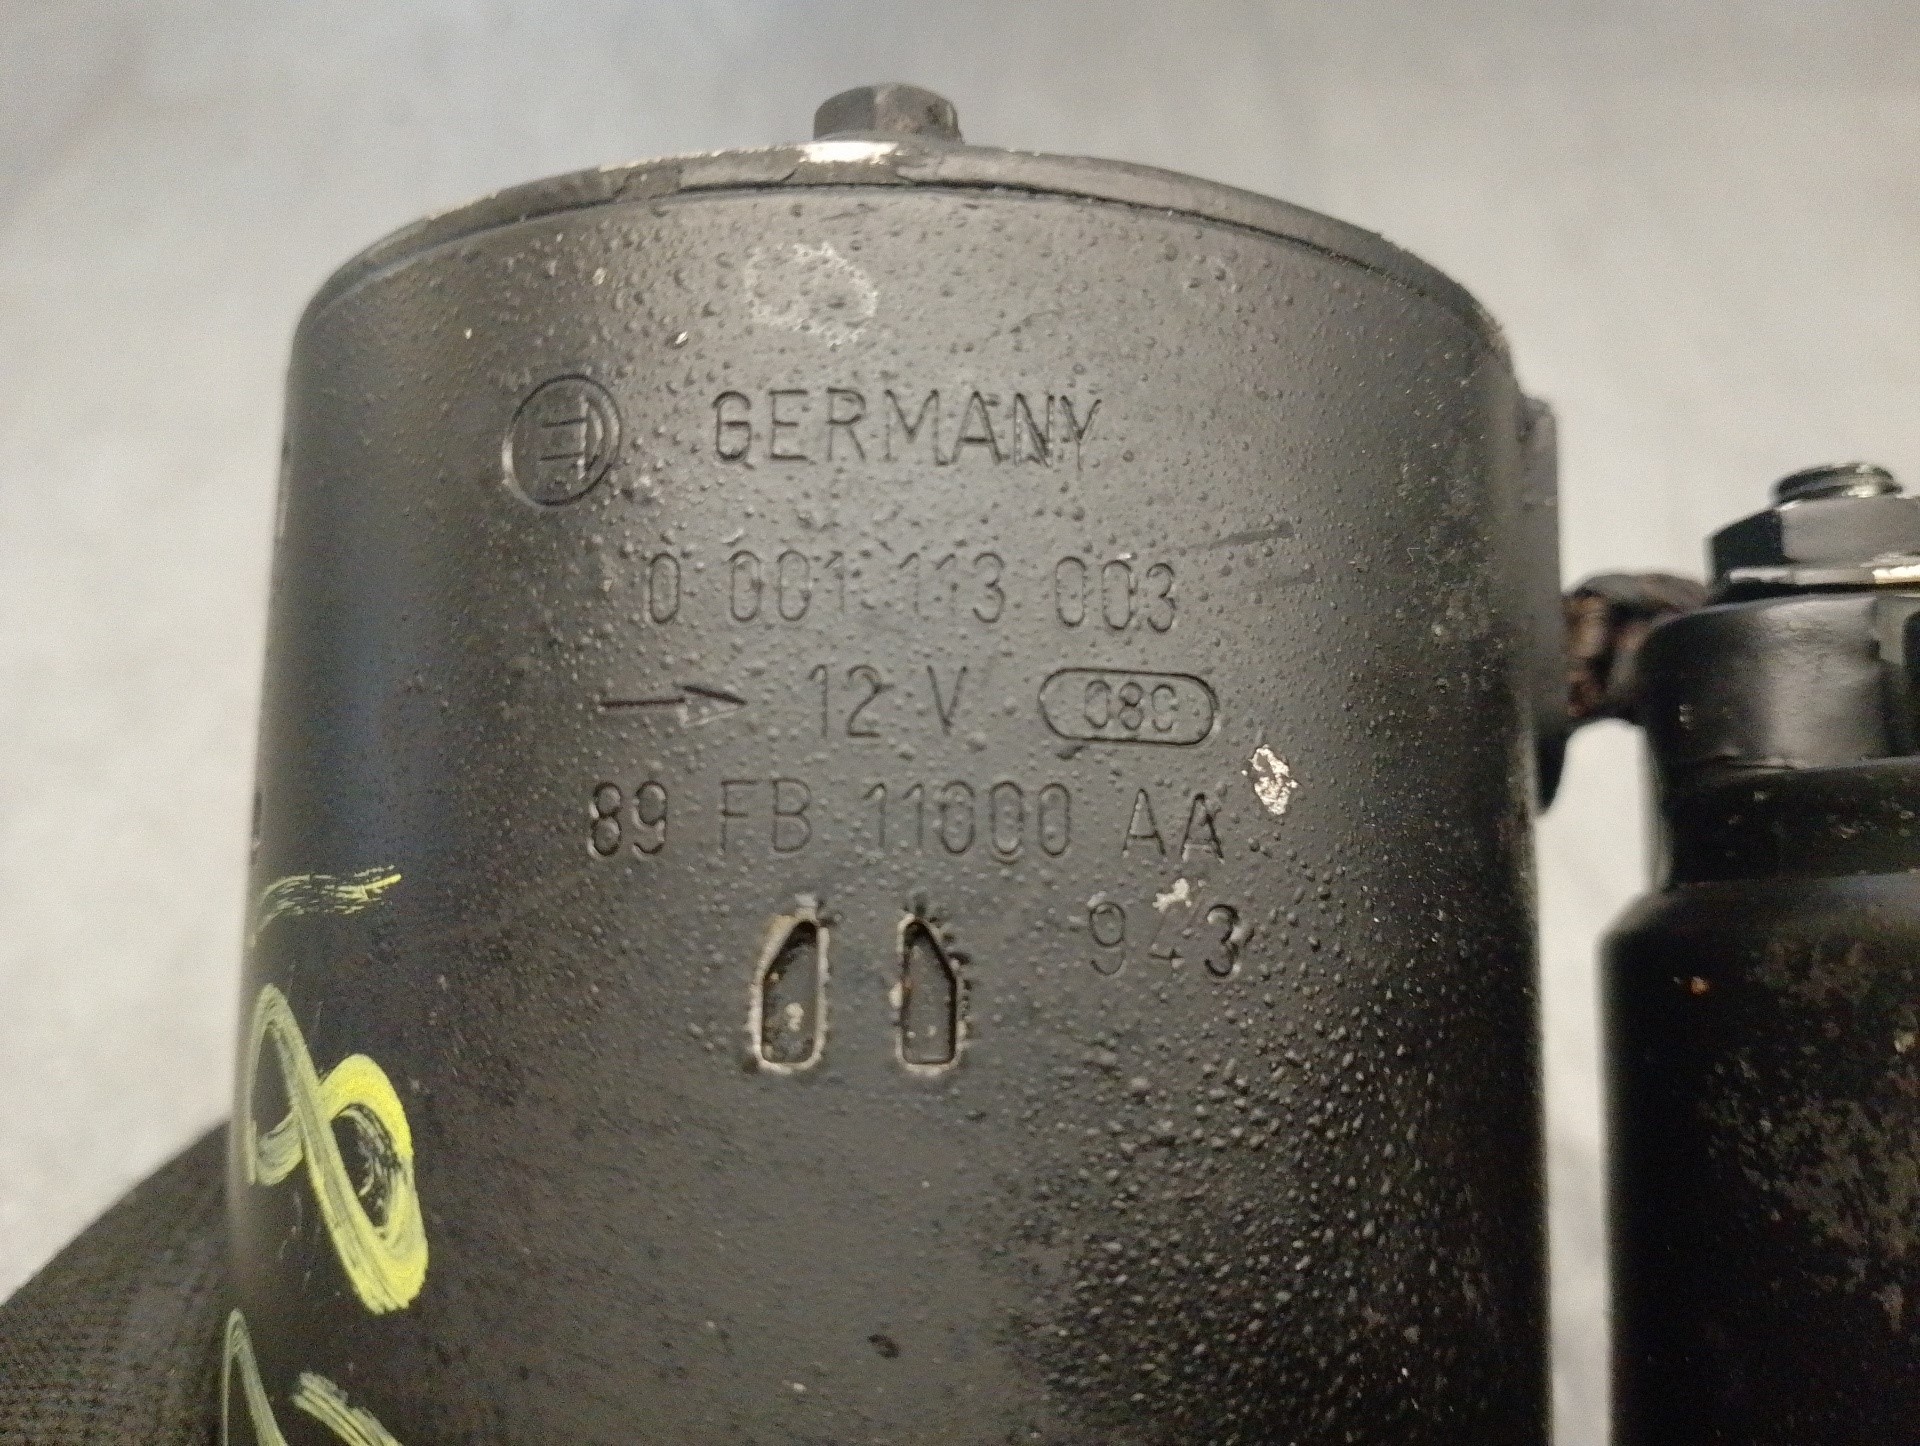 GERMANY
0 001 113 003
12 V 080
89 FB 11000 AA
943